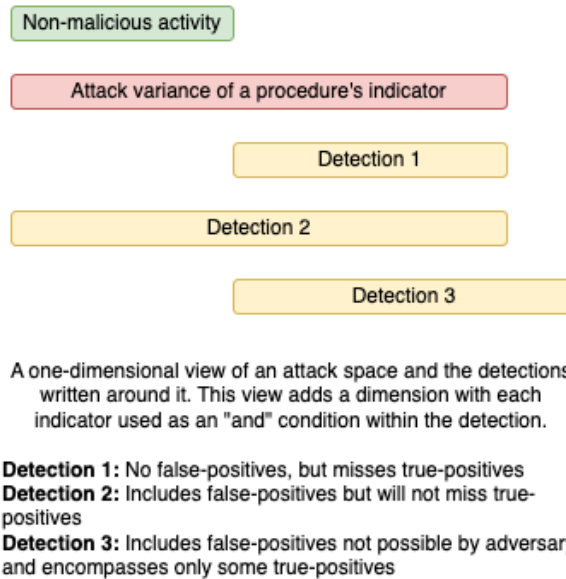 Non-malicious activity
Attack variance of a procedure's indicator
Detection 1
Detection 2
Detection 3
A one-dimensional view of an attack space and the detections
written around it. This view adds a dimension with each
indicator used as an "and" condition within the detection.
Detection 1: No false-positives, but misses true-positives
Detection 2: Includes false-positives but will not miss true-
positives
Detection 3: Includes false-positives not possible by adversary
and encompasses only some true-positives